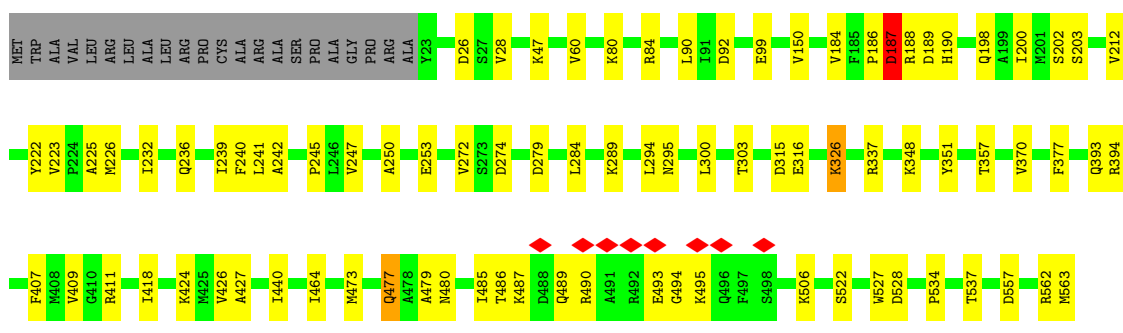 MET TRP ALA VAL LEU ARG LEU ALA LEU ARG PRO CYS ALA ARG ALA SER PRO ALA GLY PRO ARG ALA Y23 D26 S27 V28 K47 V60 K80 R84 L90 I91 D92 E99 V150 V184 F185 P186 D187 R188 D189 H190 Q198 A199 I200 M201 S202 S203 V212
Y222 V223 P224 A225 M226 I232 Q236 I239 F240 L241 A242 P245 L246 V247 A250 E253 V272 S273 D274 D279 L284 K289 L294 N295 L300 T303 D315 E316 K326 R337 K348 Y351 T357 V370 F377 Q393 R394
F407 M408 V409 G410 R411 I418 K424 M425 V426 A427 I440 I464 M473 Q477 A478 A479 N480 I485 T486 K487 D488 Q489 R490 A491 R492 E493 G494 K495 Q496 F497 S498 K506 S522 W527 D528 P534 T537 D557 R562 M563